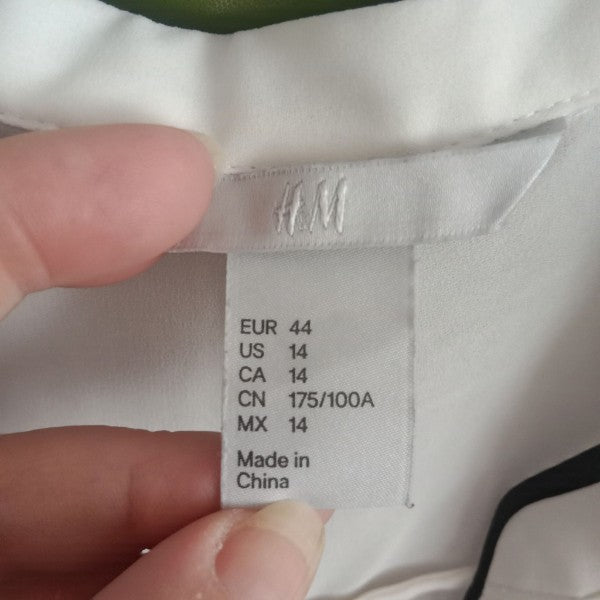 H&M
EUR 44
US 14
CA 14
CN 175/100A
MX 14
Made in
China